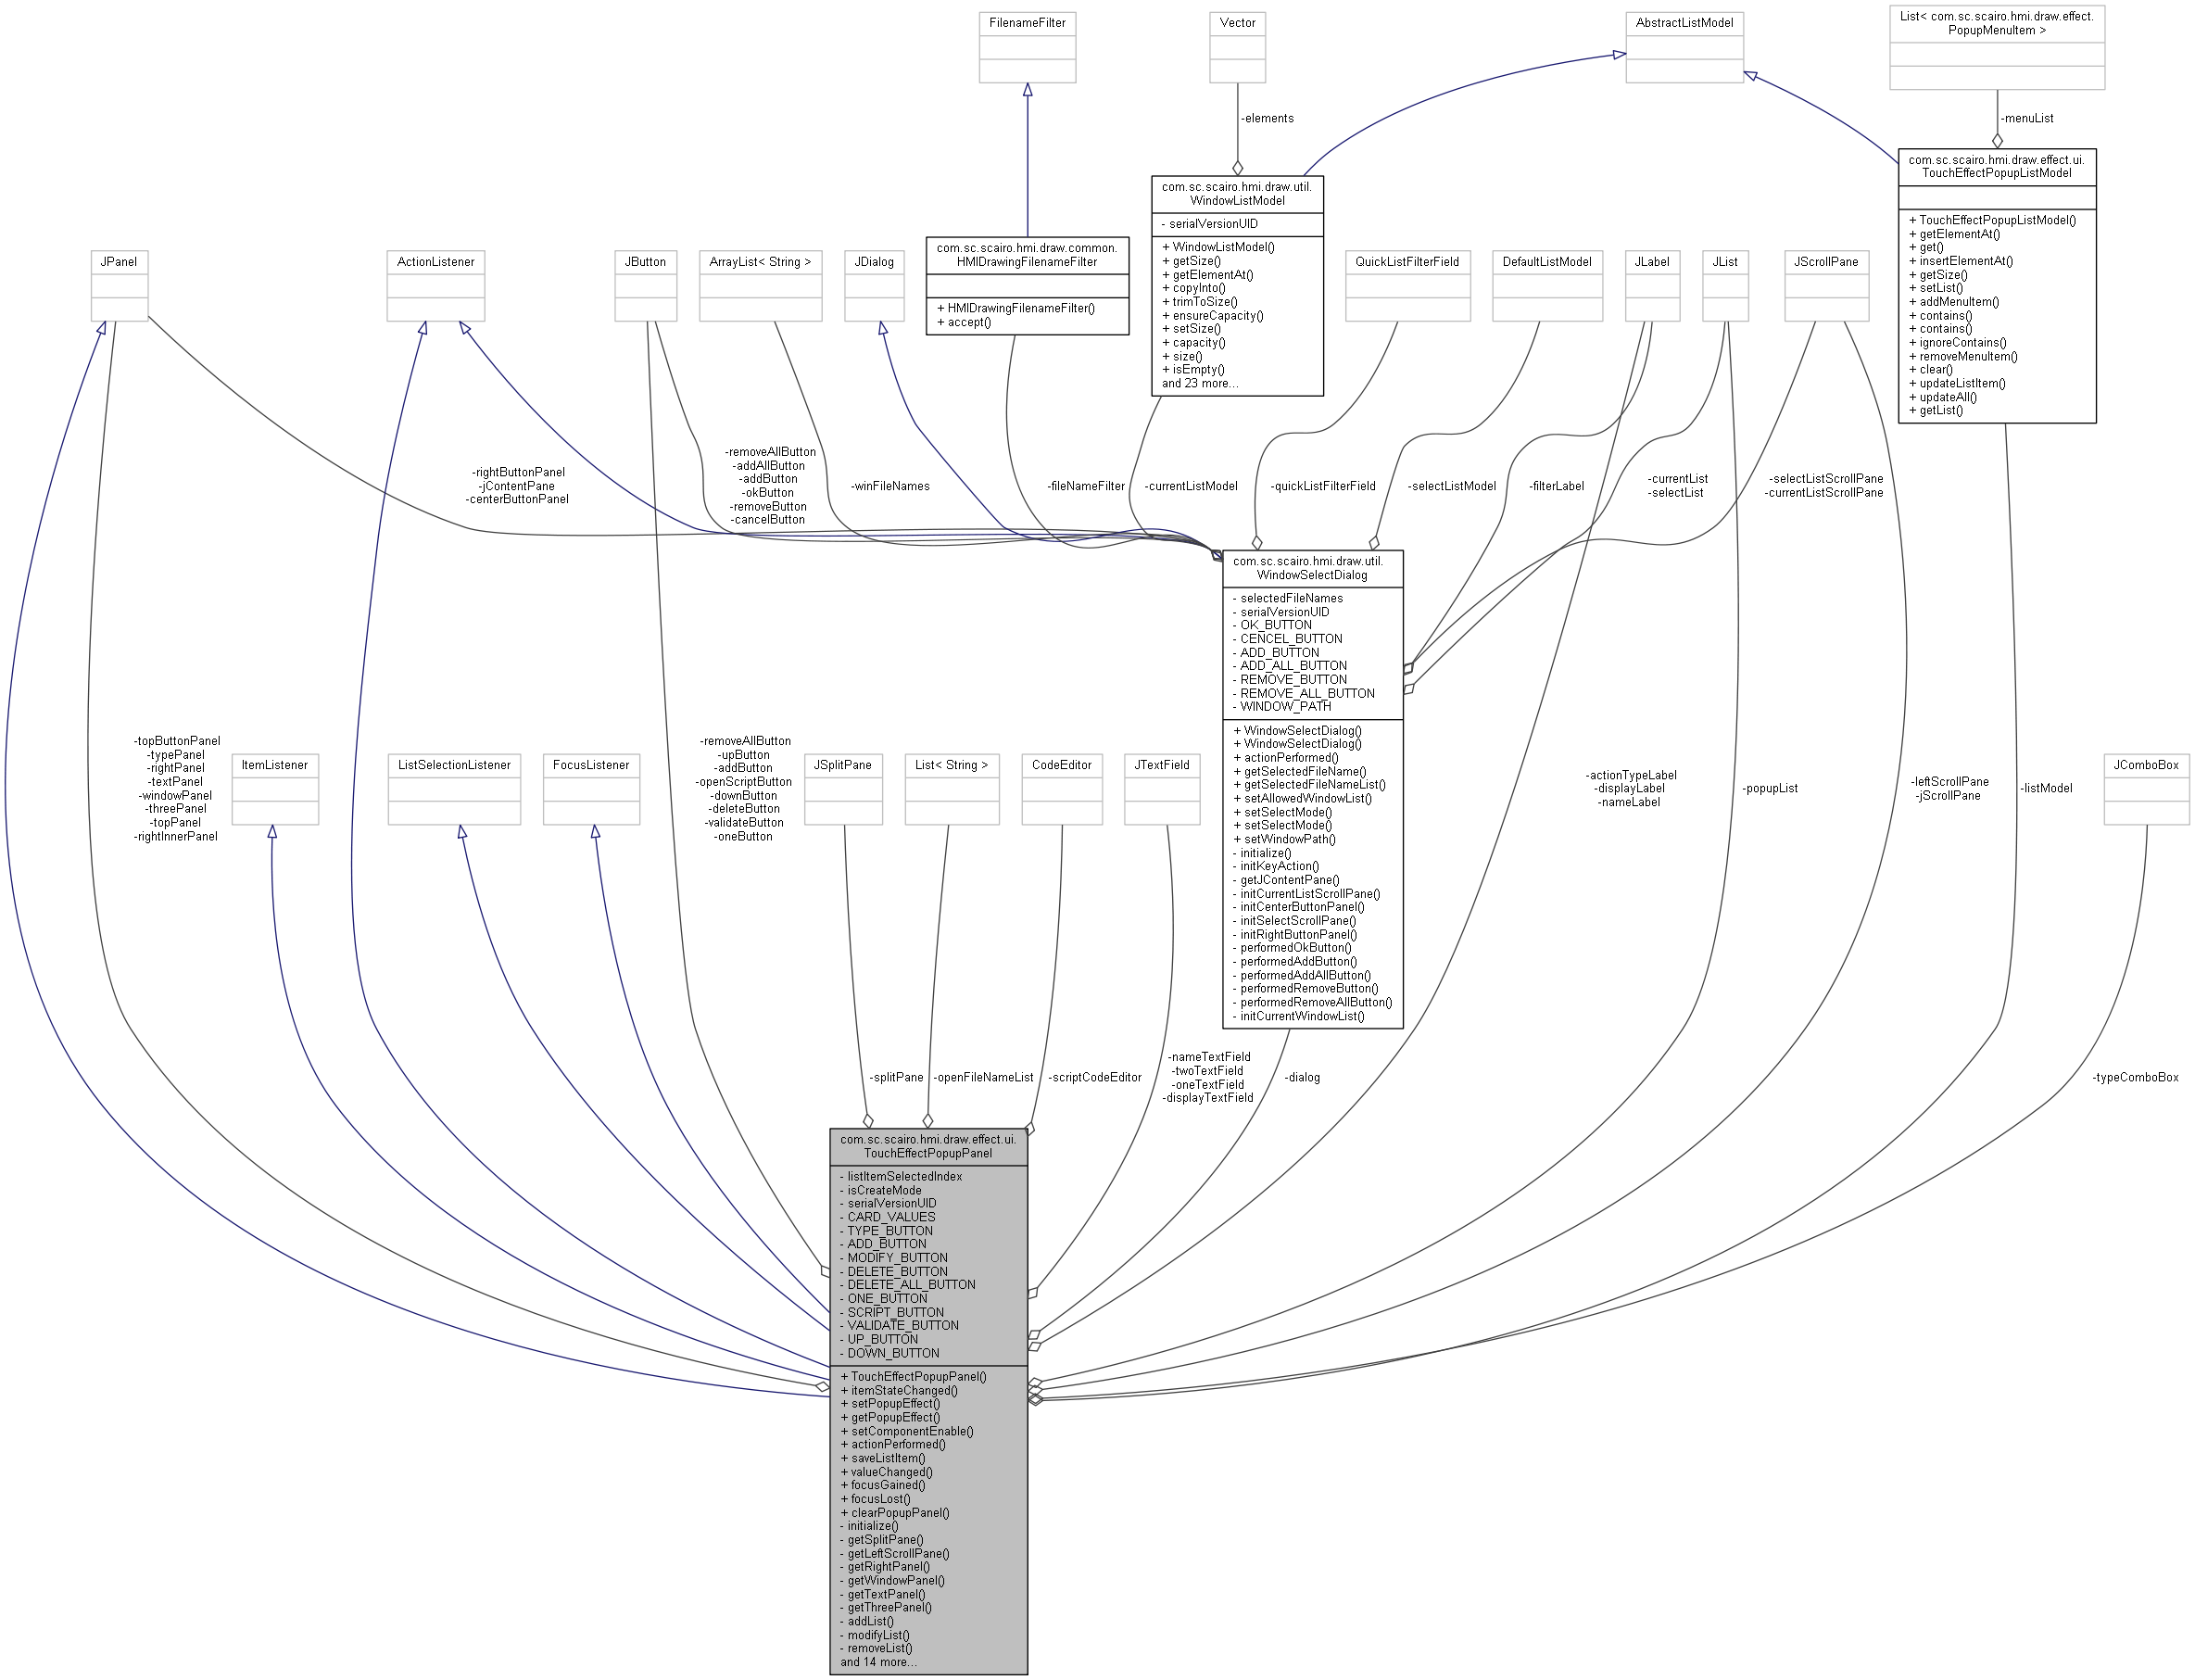 FilenameFilter
Vector
AbstractListModel
List< com.sc.scairo.hmi.draw.effect.
PopupMenuItem >
-elements
-menuList
com.sc.scairo.hmi.draw.util.
WindowListModel
- serialVersionUID
+ WindowListModel()
+ getSize()
+ getElementAt()
+ copyInto()
+ trimToSize()
+ ensureCapacity()
+ setSize()
+ capacity()
+ size()
+ isEmpty()
and 23 more...
com.sc.scairo.hmi.draw.effect.ui.
TouchEffectPopupListModel
+ TouchEffectPopupListModel()
+ getElementAt()
+ get()
+ insertElementAt()
+ getSize()
+ setList()
+ addMenuItem()
+ contains()
+ contains()
+ ignoreContains()
+ removeMenuItem()
+ clear()
+ updateListItem()
+ updateAll()
+ getList()
JPanel
ActionListener
JButton
ArrayList< String >
JDialog
com.sc.scairo.hmi.draw.common.
HMIDrawingFilenameFilter
+ HMIDrawingFilenameFilter()
+ accept()
QuickListFilterField
DefaultListModel
JLabel
JList
JScrollPane
-rightButtonPanel
-jContentPane
-centerButtonPanel
-removeAllButton
-addAllButton
-addButton
-okButton
-removeButton
-cancelButton
-winFileNames
-fileNameFilter
-currentListModel
-quickListFilterField
-selectListModel
-filterLabel
-currentList
-selectList
-selectListScrollPane
-currentListScrollPane
com.sc.scairo.hmi.draw.util.
WindowSelectDialog
- selectedFileNames
- serialVersionUID
- OK_BUTTON
- CENCEL_BUTTON
- ADD_BUTTON
- ADD_ALL_BUTTON
- REMOVE_BUTTON
- REMOVE_ALL_BUTTON
- WINDOW_PATH
+ WindowSelectDialog()
+ WindowSelectDialog()
+ actionPerformed()
+ getSelectedFileName()
+ getSelectedFileNameList()
+ setAllowedWindowList()
+ setSelectMode()
+ setSelectMode()
+ setWindowPath()
- initialize()
- initKeyAction()
- getJContentPane()
- initCurrentListScrollPane()
- initCenterButtonPanel()
- initSelectScrollPane()
- initRightButtonPanel()
- performedOkButton()
- performedAddButton()
- performedAddAllButton()
- performedRemoveButton()
- performedRemoveAllButton()
- initCurrentWindowList()
-topButtonPanel
-typePanel
-rightPanel
-textPanel
-windowPanel
-threePanel
-topPanel
-rightInnerPanel
ItemListener
ListSelectionListener
FocusListener
-removeAllButton
-upButton
-addButton
-openScriptButton
-downButton
-deleteButton
-validateButton
-oneButton
JSplitPane
List< String >
CodeEditor
JTextField
-actionTypeLabel
-displayLabel
-nameLabel
-popupList
-leftScrollPane
-jScrollPane
-listModel
JComboBox
-splitPane
-openFileNameList
-scriptCodeEditor
-nameTextField
-twoTextField
-oneTextField
-displayTextField
-dialog
-typeComboBox
com.sc.scairo.hmi.draw.effect.ui.
TouchEffectPopupPanel
- listItemSelectedIndex
- isCreateMode
- serialVersionUID
- CARD_VALUES
- TYPE_BUTTON
- ADD_BUTTON
- MODIFY_BUTTON
- DELETE_BUTTON
- DELETE_ALL_BUTTON
- ONE_BUTTON
- SCRIPT_BUTTON
- VALIDATE_BUTTON
- UP_BUTTON
- DOWN_BUTTON
+ TouchEffectPopupPanel()
+ itemStateChanged()
+ setPopupEffect()
+ getPopupEffect()
+ setComponentEnable()
+ actionPerformed()
+ saveListItem()
+ valueChanged()
+ focusGained()
+ focusLost()
+ clearPopupPanel()
- initialize()
- getSplitPane()
- getLeftScrollPane()
- getRightPanel()
- getWindowPanel()
- getTextPanel()
- getThreePanel()
- addList()
- modifyList()
- removeList()
and 14 more...